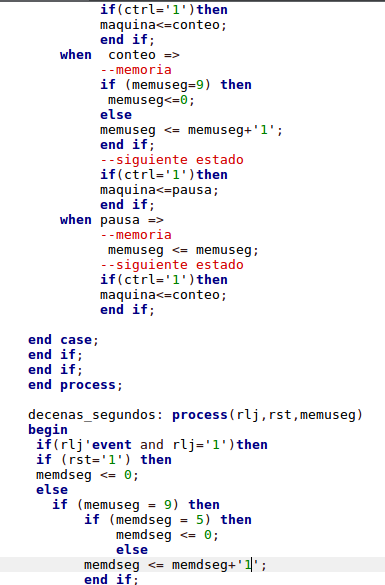 if(ctrl='1')then
maquina<=conteo;
end if;
when  conteo =>
--memoria
if (memuseg=9) then
memuseg<=0;
else
memuseg <= memuseg+'1';
end if;
--siguiente estado
if(ctrl='1')then
maquina<=pausa;
end if;
when pausa =>
--memoria
memuseg <= memuseg;
--siguiente estado
if(ctrl='1')then
maquina<=conteo;
end if;
end case;
end if;
end if;
end process;
decenas_segundos: process(rlj,rst,memuseg)
begin
if(rlj'event and rlj='1')then
if (rst='1') then
memdseg <= 0;
else
if (memuseg = 9) then
if (memdseg = 5) then
memdseg <= 0;
else
memdseg <= memdseg+'1';
end if;